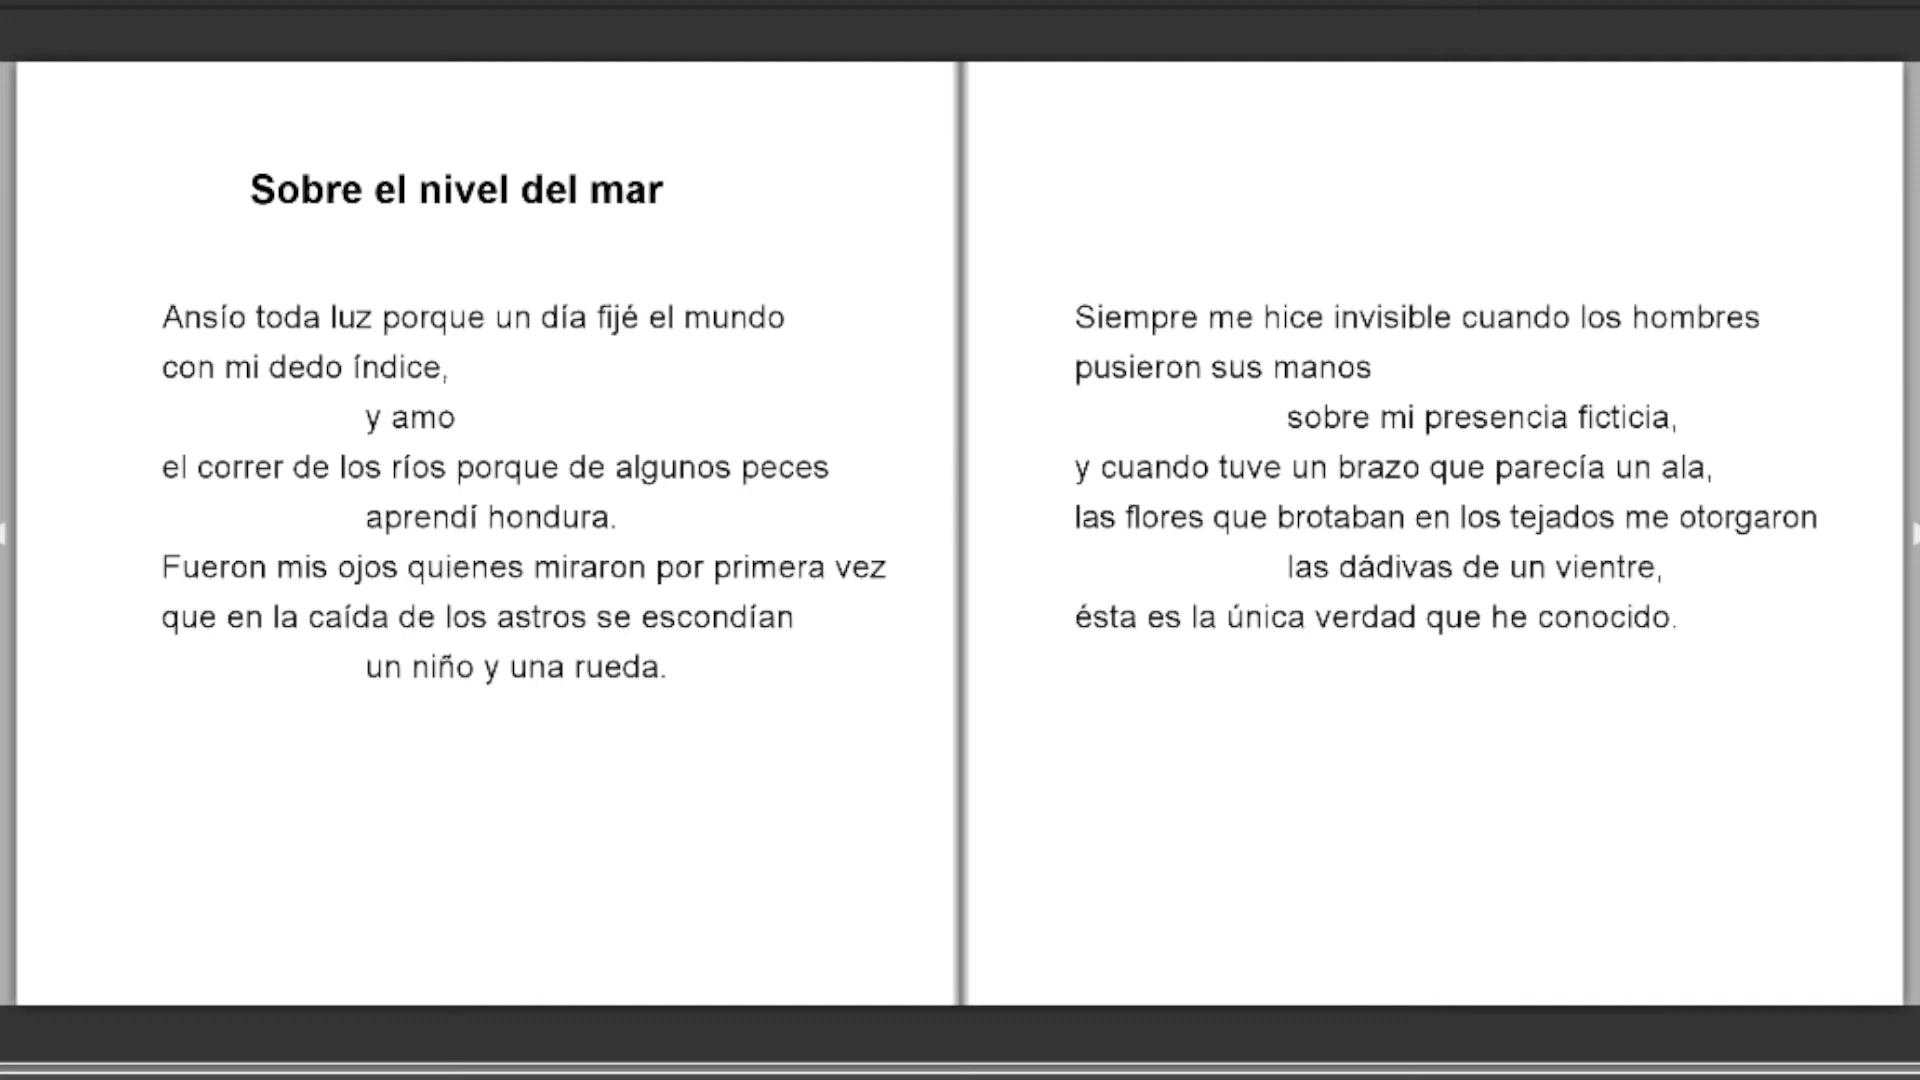 Sobre el nivel del mar
Ansío toda luz porque un día fijé el mundo
con mi dedo índice,
y amo
el correr de los ríos porque de algunos peces
aprendí hondura.
Fueron mis ojos quienes miraron por primera vez
que en la caída de los astros se escondían
un niño y una rueda.
Siempre me hice invisible cuando los hombres
pusieron sus manos
sobre mi presencia ficticia,
y cuando tuve un brazo que parecía un ala,
las flores que brotaban en los tejados me otorgaron
las dádivas de un vientre,
ésta es la única verdad que he conocido.